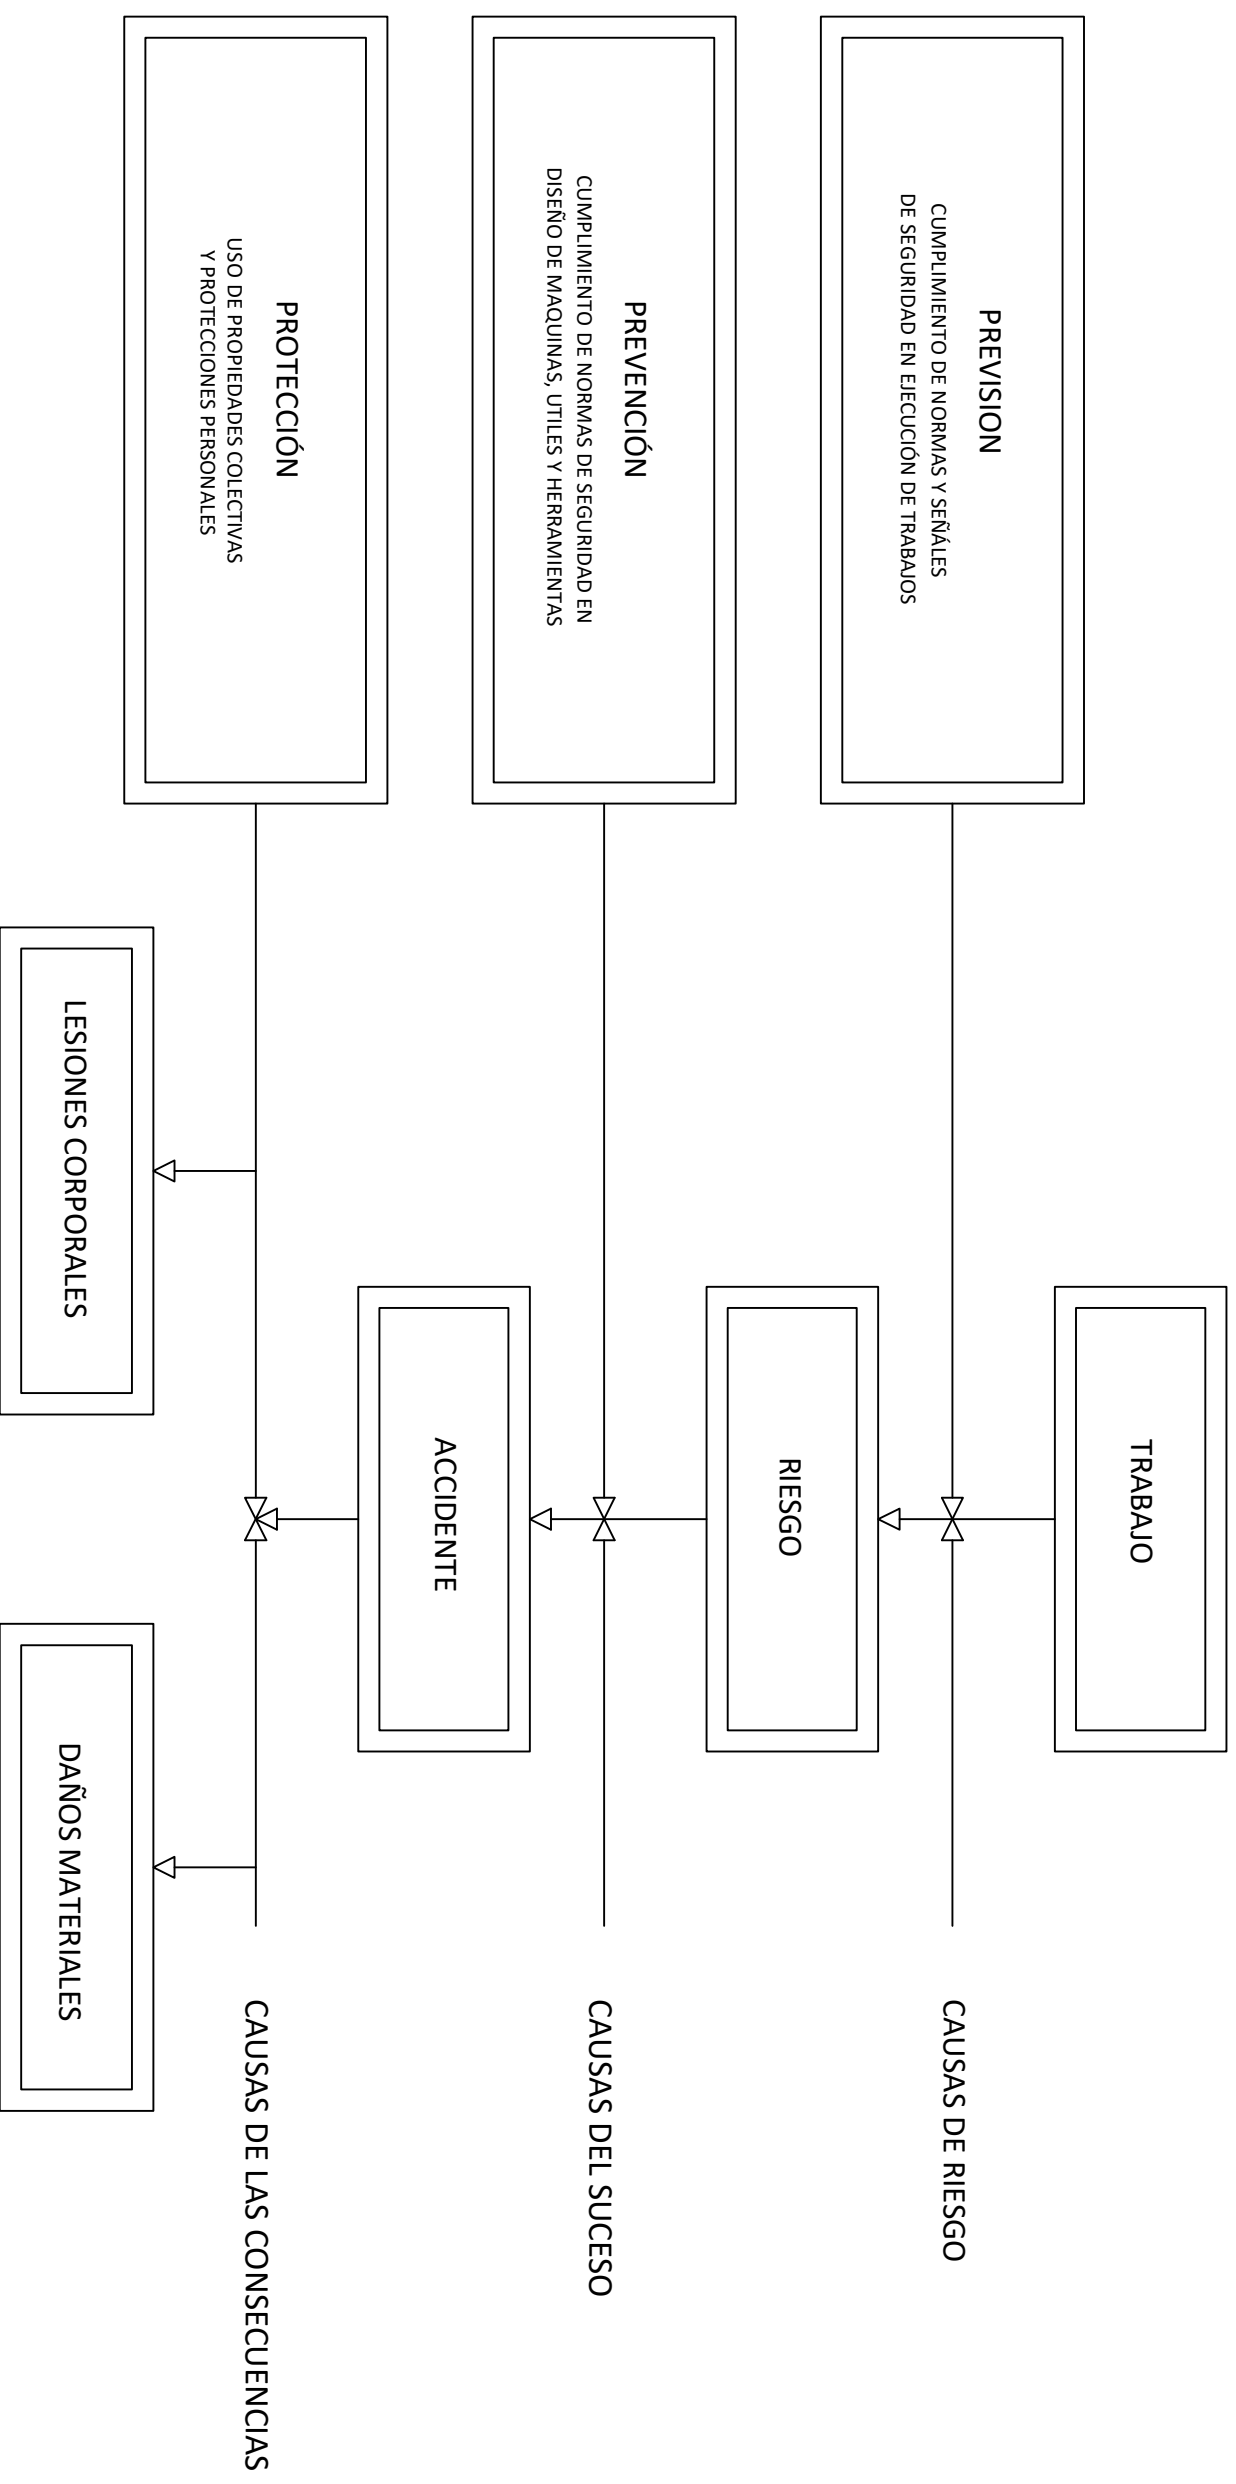 TRABAJO
PREVISION
CUMPLIMIENTO DE NORMAS Y SEÑÁLES
DE SEGURIDAD EN EJECUCIÓN DE TRABAJOS
CAUSAS DE RIESGO
RIESGO
PREVENCIÓN
CUMPLIMIENTO DE NORMAS DE SEGURIDAD EN
DISEÑO DE MAQUINAS, UTILES Y HERRAMIENTAS
CAUSAS DEL SUCESO
ACCIDENTE
PROTECCIÓN
USO DE PROPIEDADES COLECTIVAS
Y PROTECCIONES PERSONALES
CAUSAS DE LAS CONSECUENCIAS
LESIONES CORPORALES
DAÑOS MATERIALES